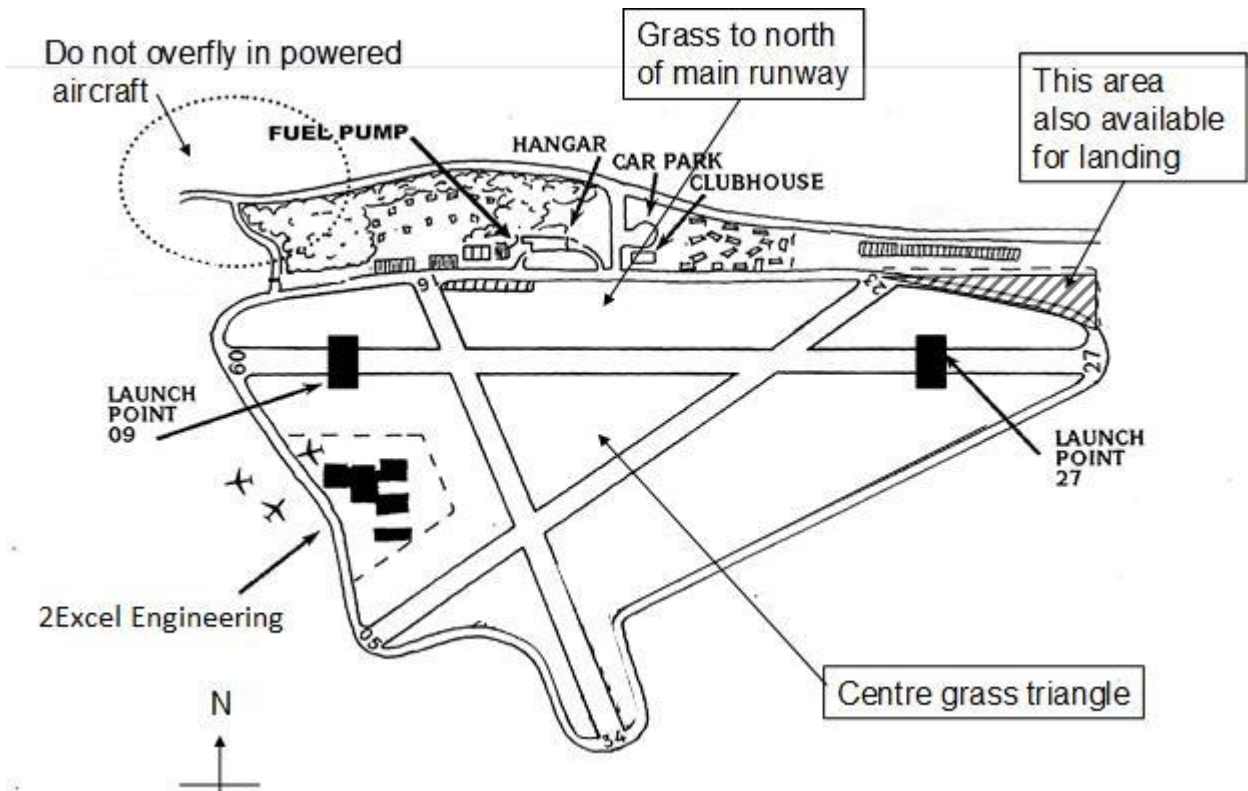 Do not overfly in powered
aircraft
Grass to north
of main runway
This area
also available
for landing
FUEL PUMP
HANGAR
CAR PARK
CLUBHOUSE
16
23
09
27
LAUNCH
POINT
09
LAUNCH
POINT
27
2Excel Engineering
05
34
Centre grass triangle
N